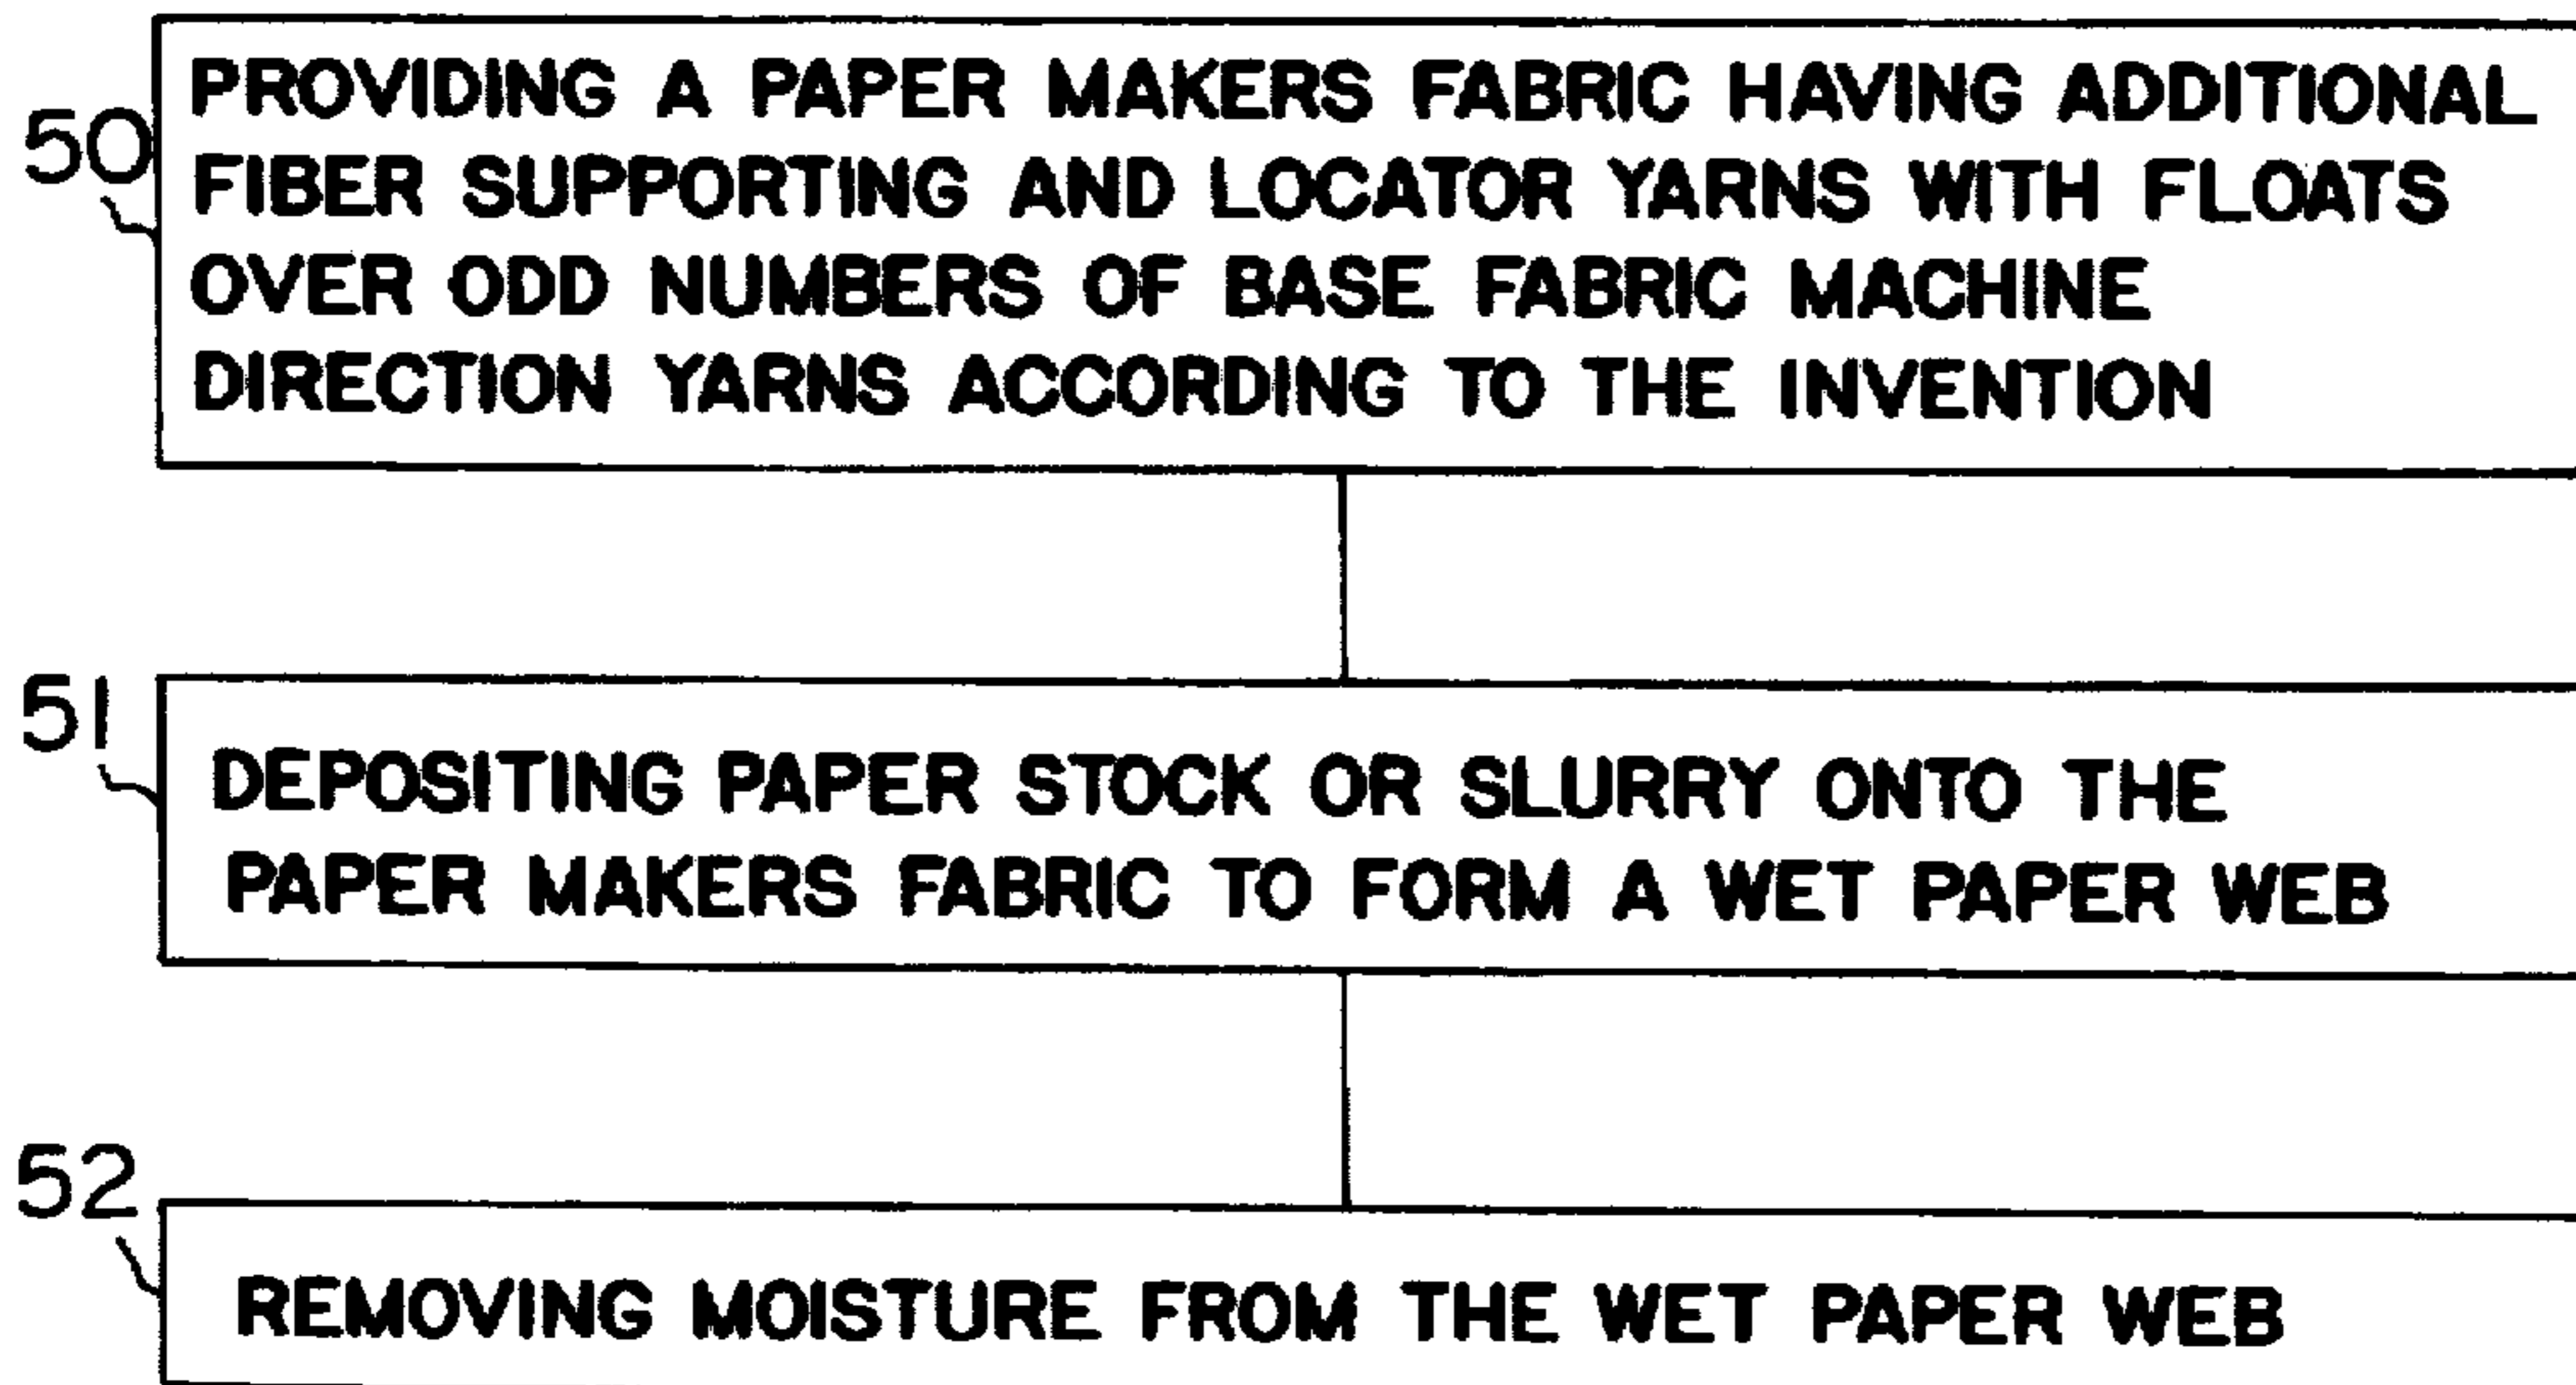 50
PROVIDING A PAPER MAKERS FABRIC HAVING ADDITIONAL
FIBER SUPPORTING AND LOCATOR YARNS WITH FLOATS
OVER ODD NUMBERS OF BASE FABRIC MACHINE
DIRECTION YARNS ACCORDING TO THE INVENTION
51
DEPOSITING PAPER STOCK OR SLURRY ONTO THE
PAPER MAKERS FABRIC TO FORM A WET PAPER WEB
52
REMOVING MOISTURE FROM THE WET PAPER WEB